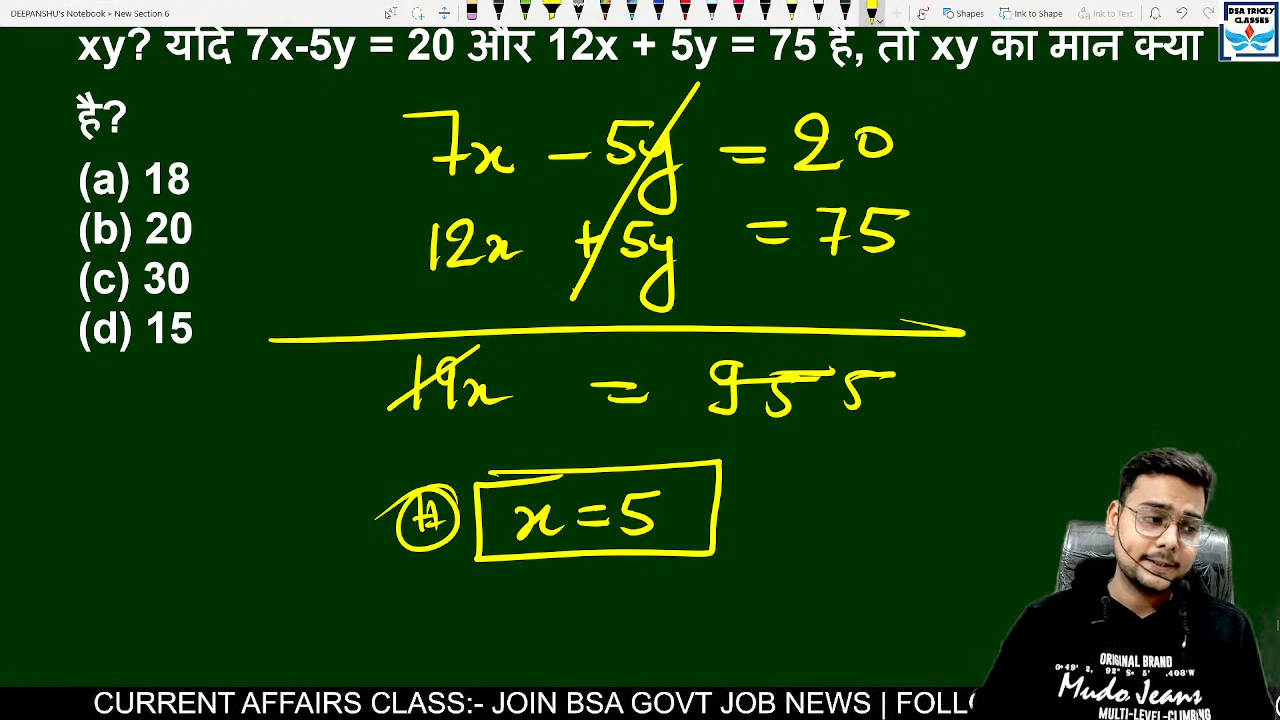 DEEPANSHU's Notebook » New Section 6
Shapes Ink to Shape Ink to Text
BSA TRICKY
CLASSES
xy? यदि 7x-5y = 20 और 12x + 5y = 75 है, तो xy का मान क्या
है?
(a) 18
(b) 20
(c) 30
(d) 15
7x - 5y = 20
12x + 5y = 75
19x = 95 5
x = 5
ORIGINAL BRAND
Mudo Jeans
MULTI-LEVEL-CLIMBING
CURRENT AFFAIRS CLASS:- JOIN BSA GOVT JOB NEWS | FOLL